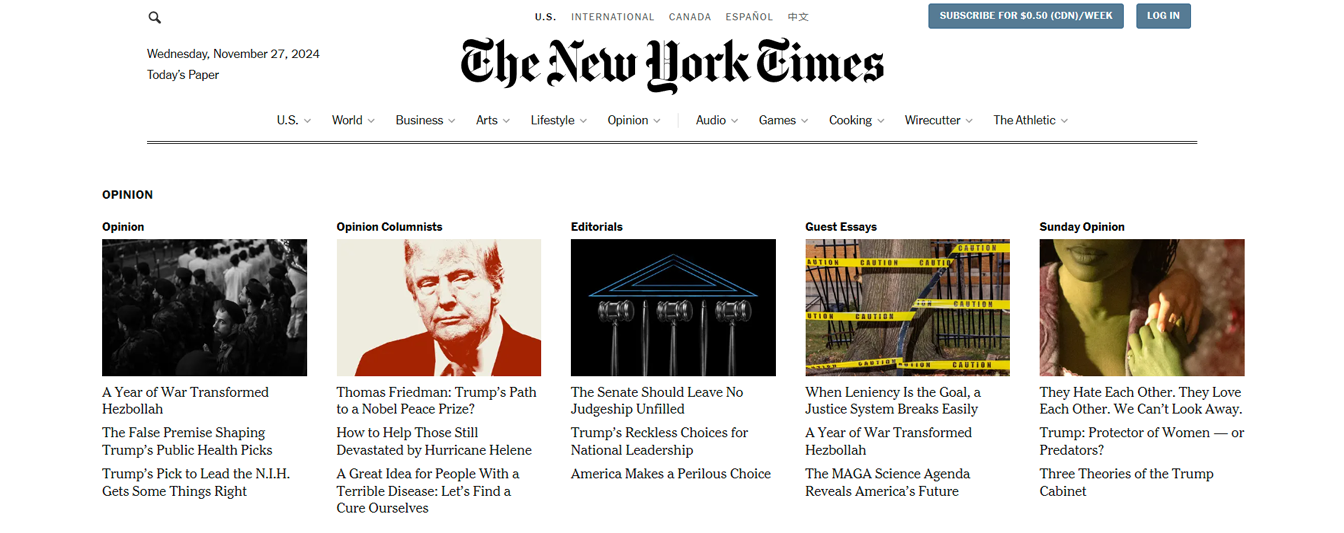 U.S. INTERNATIONAL CANADA ESPAÑOL 中文
SUBSCRIBE FOR $0.50 (CDN)/WEEK
LOG IN
Wednesday, November 27, 2024
Today's Paper
The New York Times
U.S. World Business Arts Lifestyle Opinion Audio Games Cooking Wirecutter The Athletic
OPINION
Opinion
A Year of War Transformed
Hezbollah
The False Premise Shaping
Trump's Public Health Picks
Trump's Pick to Lead the N.I.H.
Gets Some Things Right
Opinion Columnists
Thomas Friedman: Trump's Path
to a Nobel Peace Prize?
How to Help Those Still
Devastated by Hurricane Helene
A Great Idea for People With a
Terrible Disease: Let's Find a
Cure Ourselves
Editorials
The Senate Should Leave No
Judgeship Unfilled
Trump's Reckless Choices for
National Leadership
America Makes a Perilous Choice
Guest Essays
AUTION CAUTION CAUTION
CAUTION
CAUTION
CAUTION
CAUTION
CAUTION
When Leniency Is the Goal, a
Justice System Breaks Easily
A Year of War Transformed
Hezbollah
The MAGA Science Agenda
Reveals America's Future
Sunday Opinion
They Hate Each Other. They Love
Each Other. We Can't Look Away.
Trump: Protector of Women — or
Predators?
Three Theories of the Trump
Cabinet